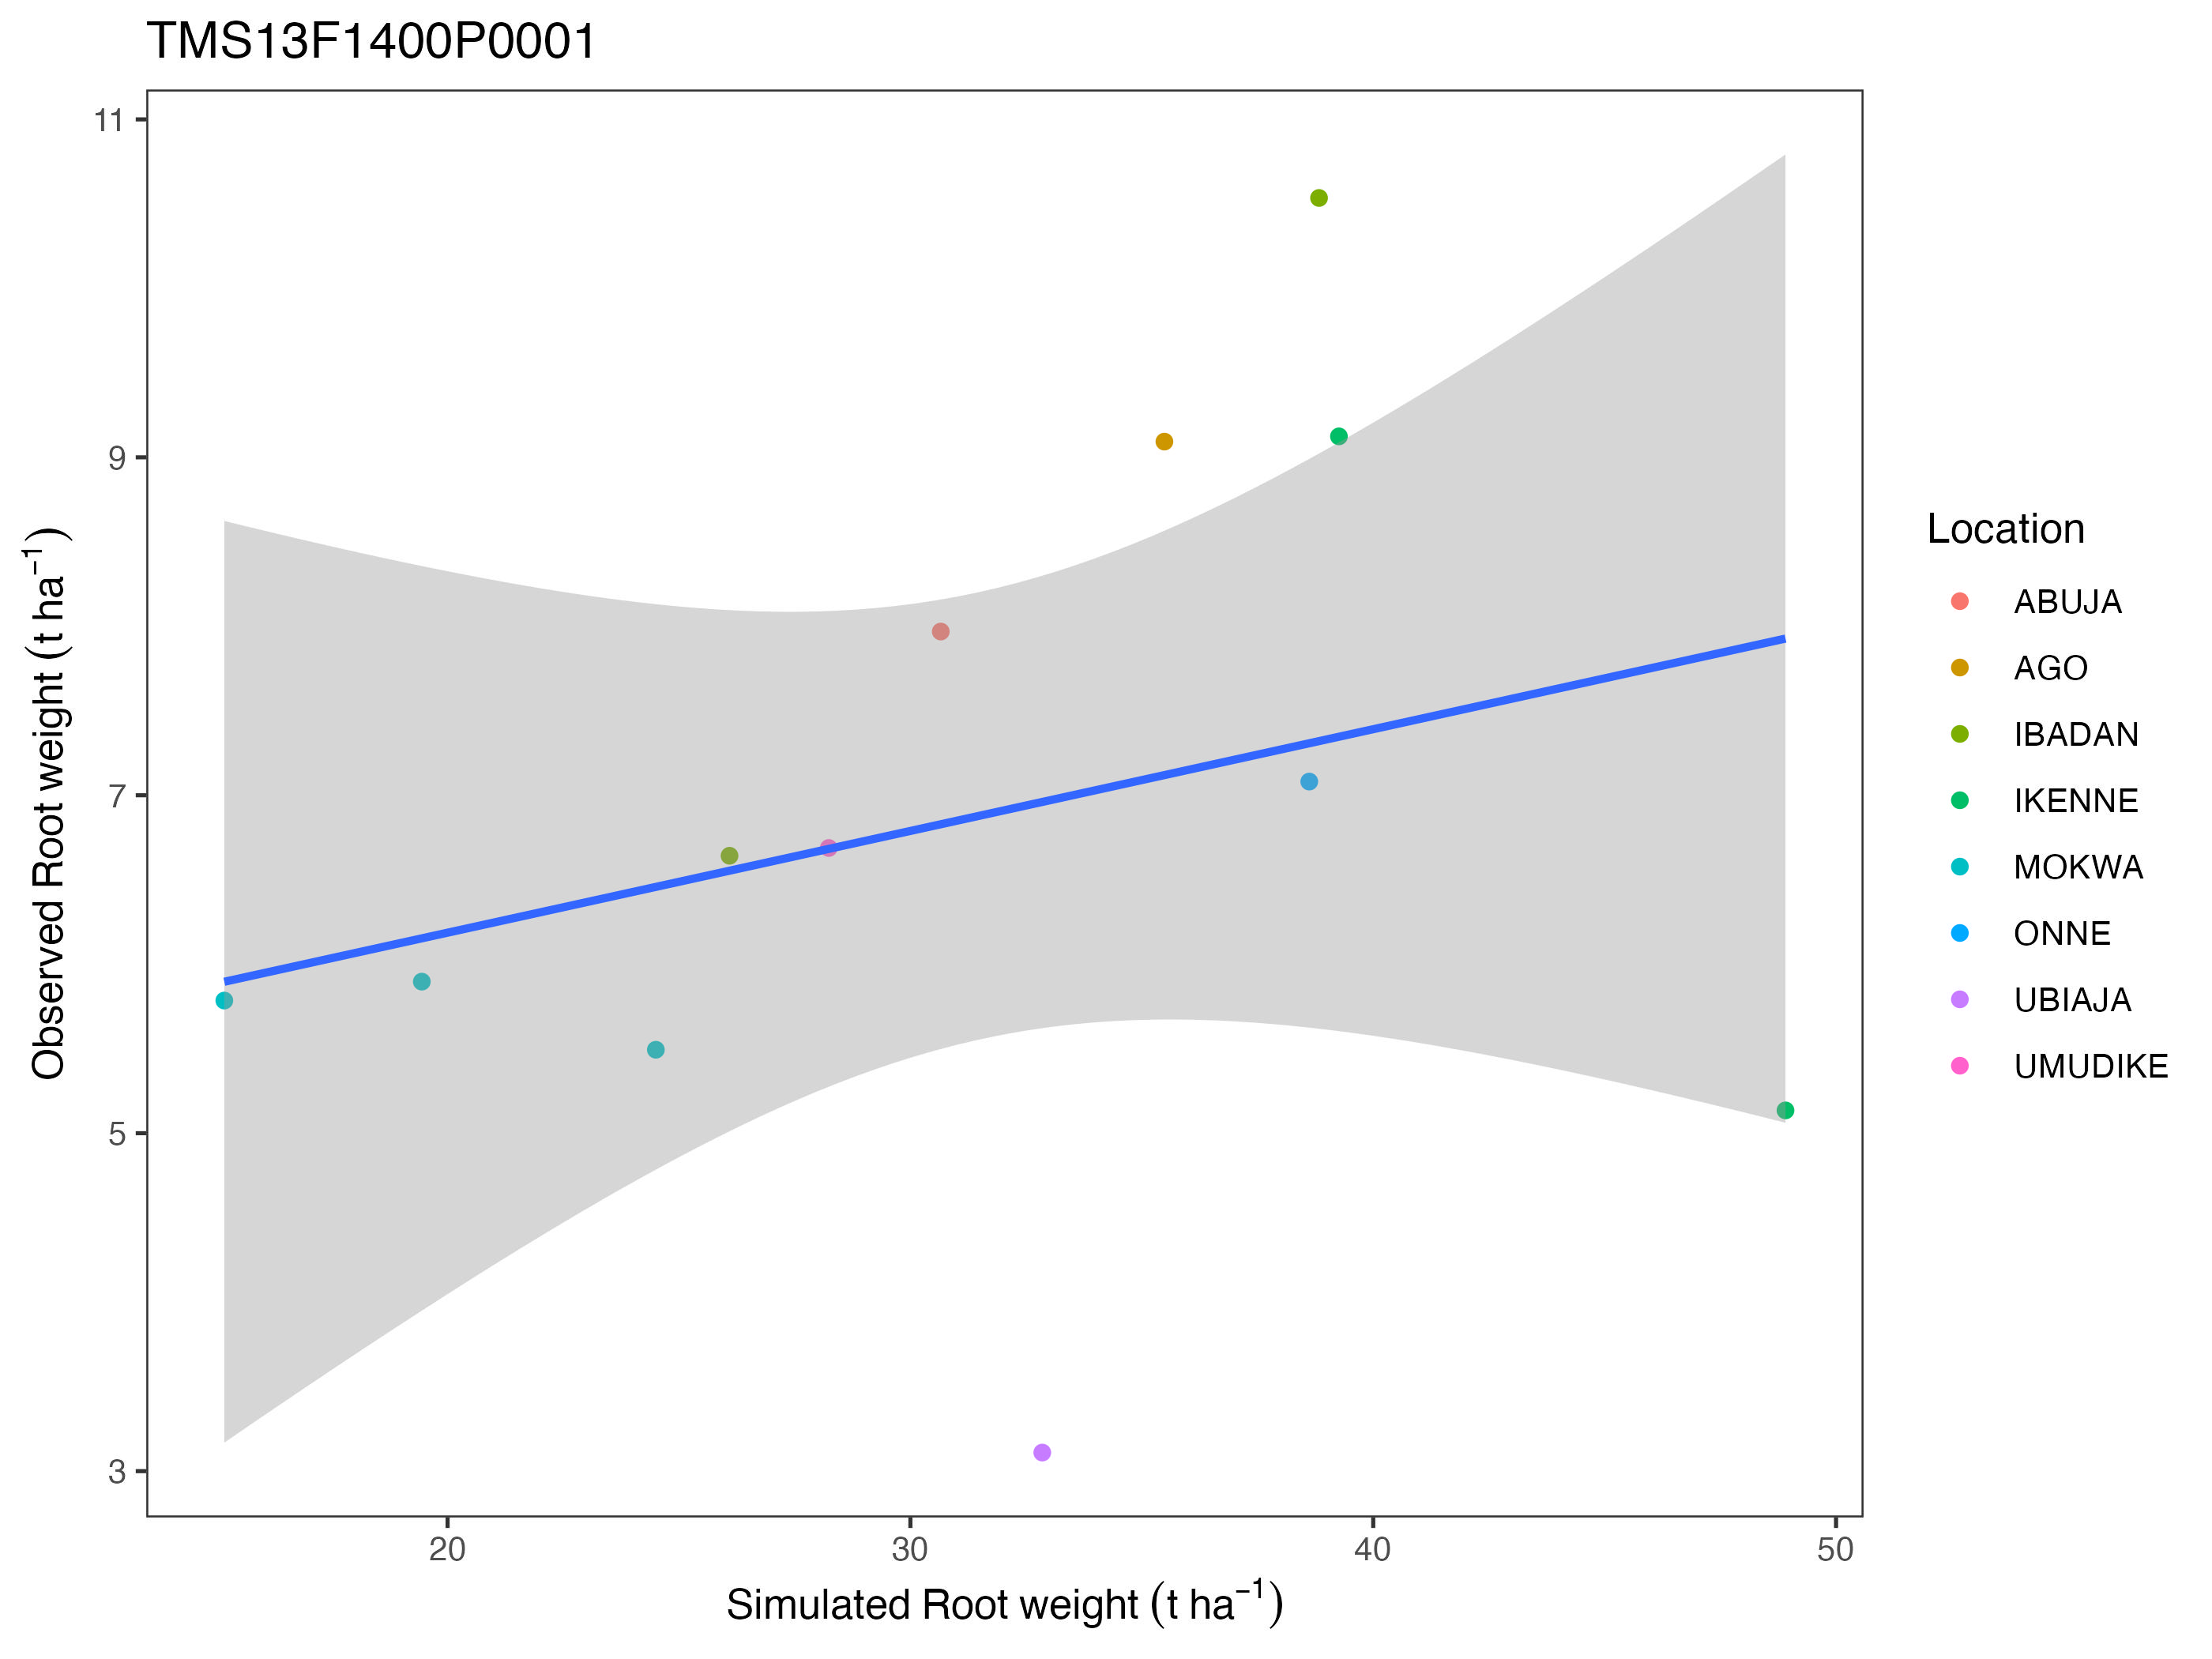 TMS13F1400P0001
11
9
7
5
3
Observed Root weight (t ha⁻¹)
20 30 40 50
Simulated Root weight (t ha⁻¹)
Location
ABUJA
AGO
IBADAN
IKENNE
MOKWA
ONNE
UBIAJA
UMUDIKE